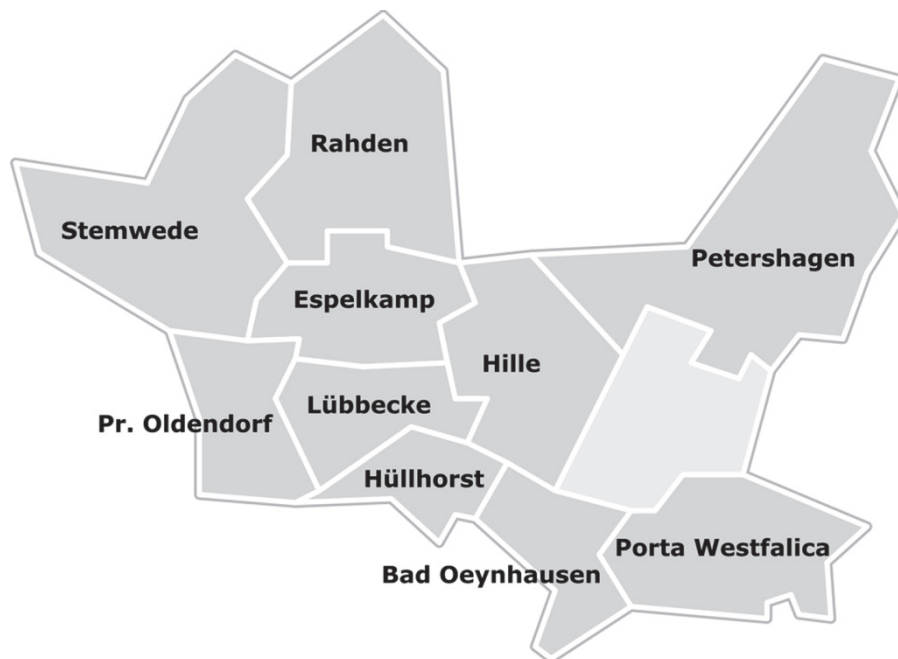 Rahden
Stemwede
Petershagen
Espelkamp
Hille
Lübbecke
Pr. Oldendorf
Hüllhorst
Porta Westfalica
Bad Oeynhausen